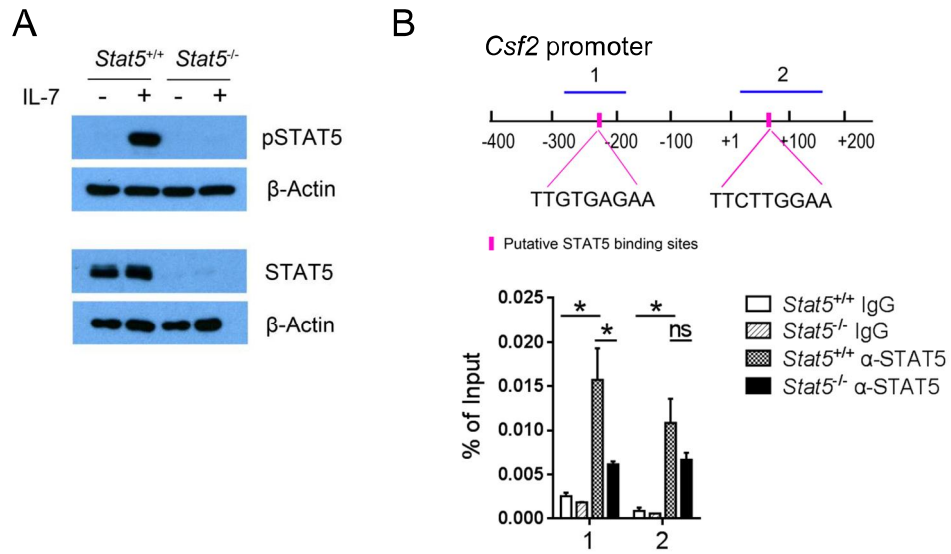 A
Stat5+/+ Stat5-/-
IL-7 - + - +
pSTAT5
β-Actin
STAT5
β-Actin
B
Csf2 promoter
1 2
-400 -300 -200 -100 +1 +100 +200
TTGTGAGAA TTCTTGGAA
Putative STAT5 binding sites
% of Input
0.025
0.020
0.015
0.010
0.005
0.000
* *
* ns
1 2
Stat5+/+ IgG
Stat5-/- IgG
Stat5+/+ α-STAT5
Stat5-/- α-STAT5